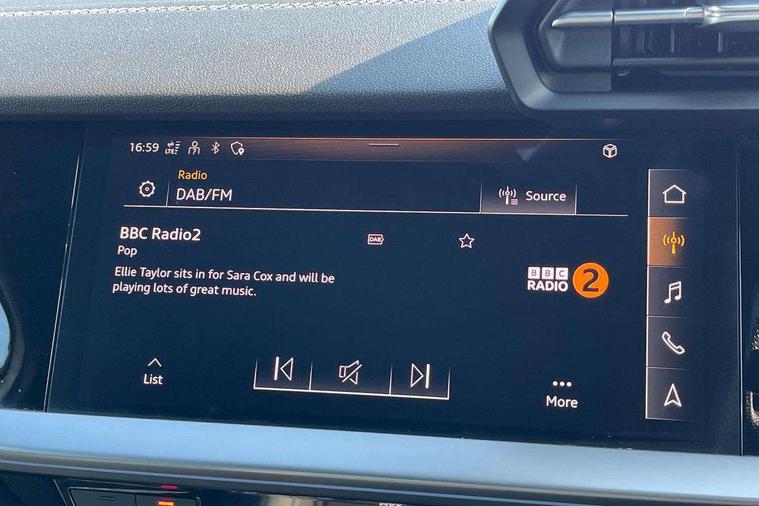 16:59 LTE
Radio
DAB/FM
Source
BBC Radio2
DAB
Pop
Ellie Taylor sits in for Sara Cox and will be
playing lots of great music.
BBC
RADIO 2
List
More